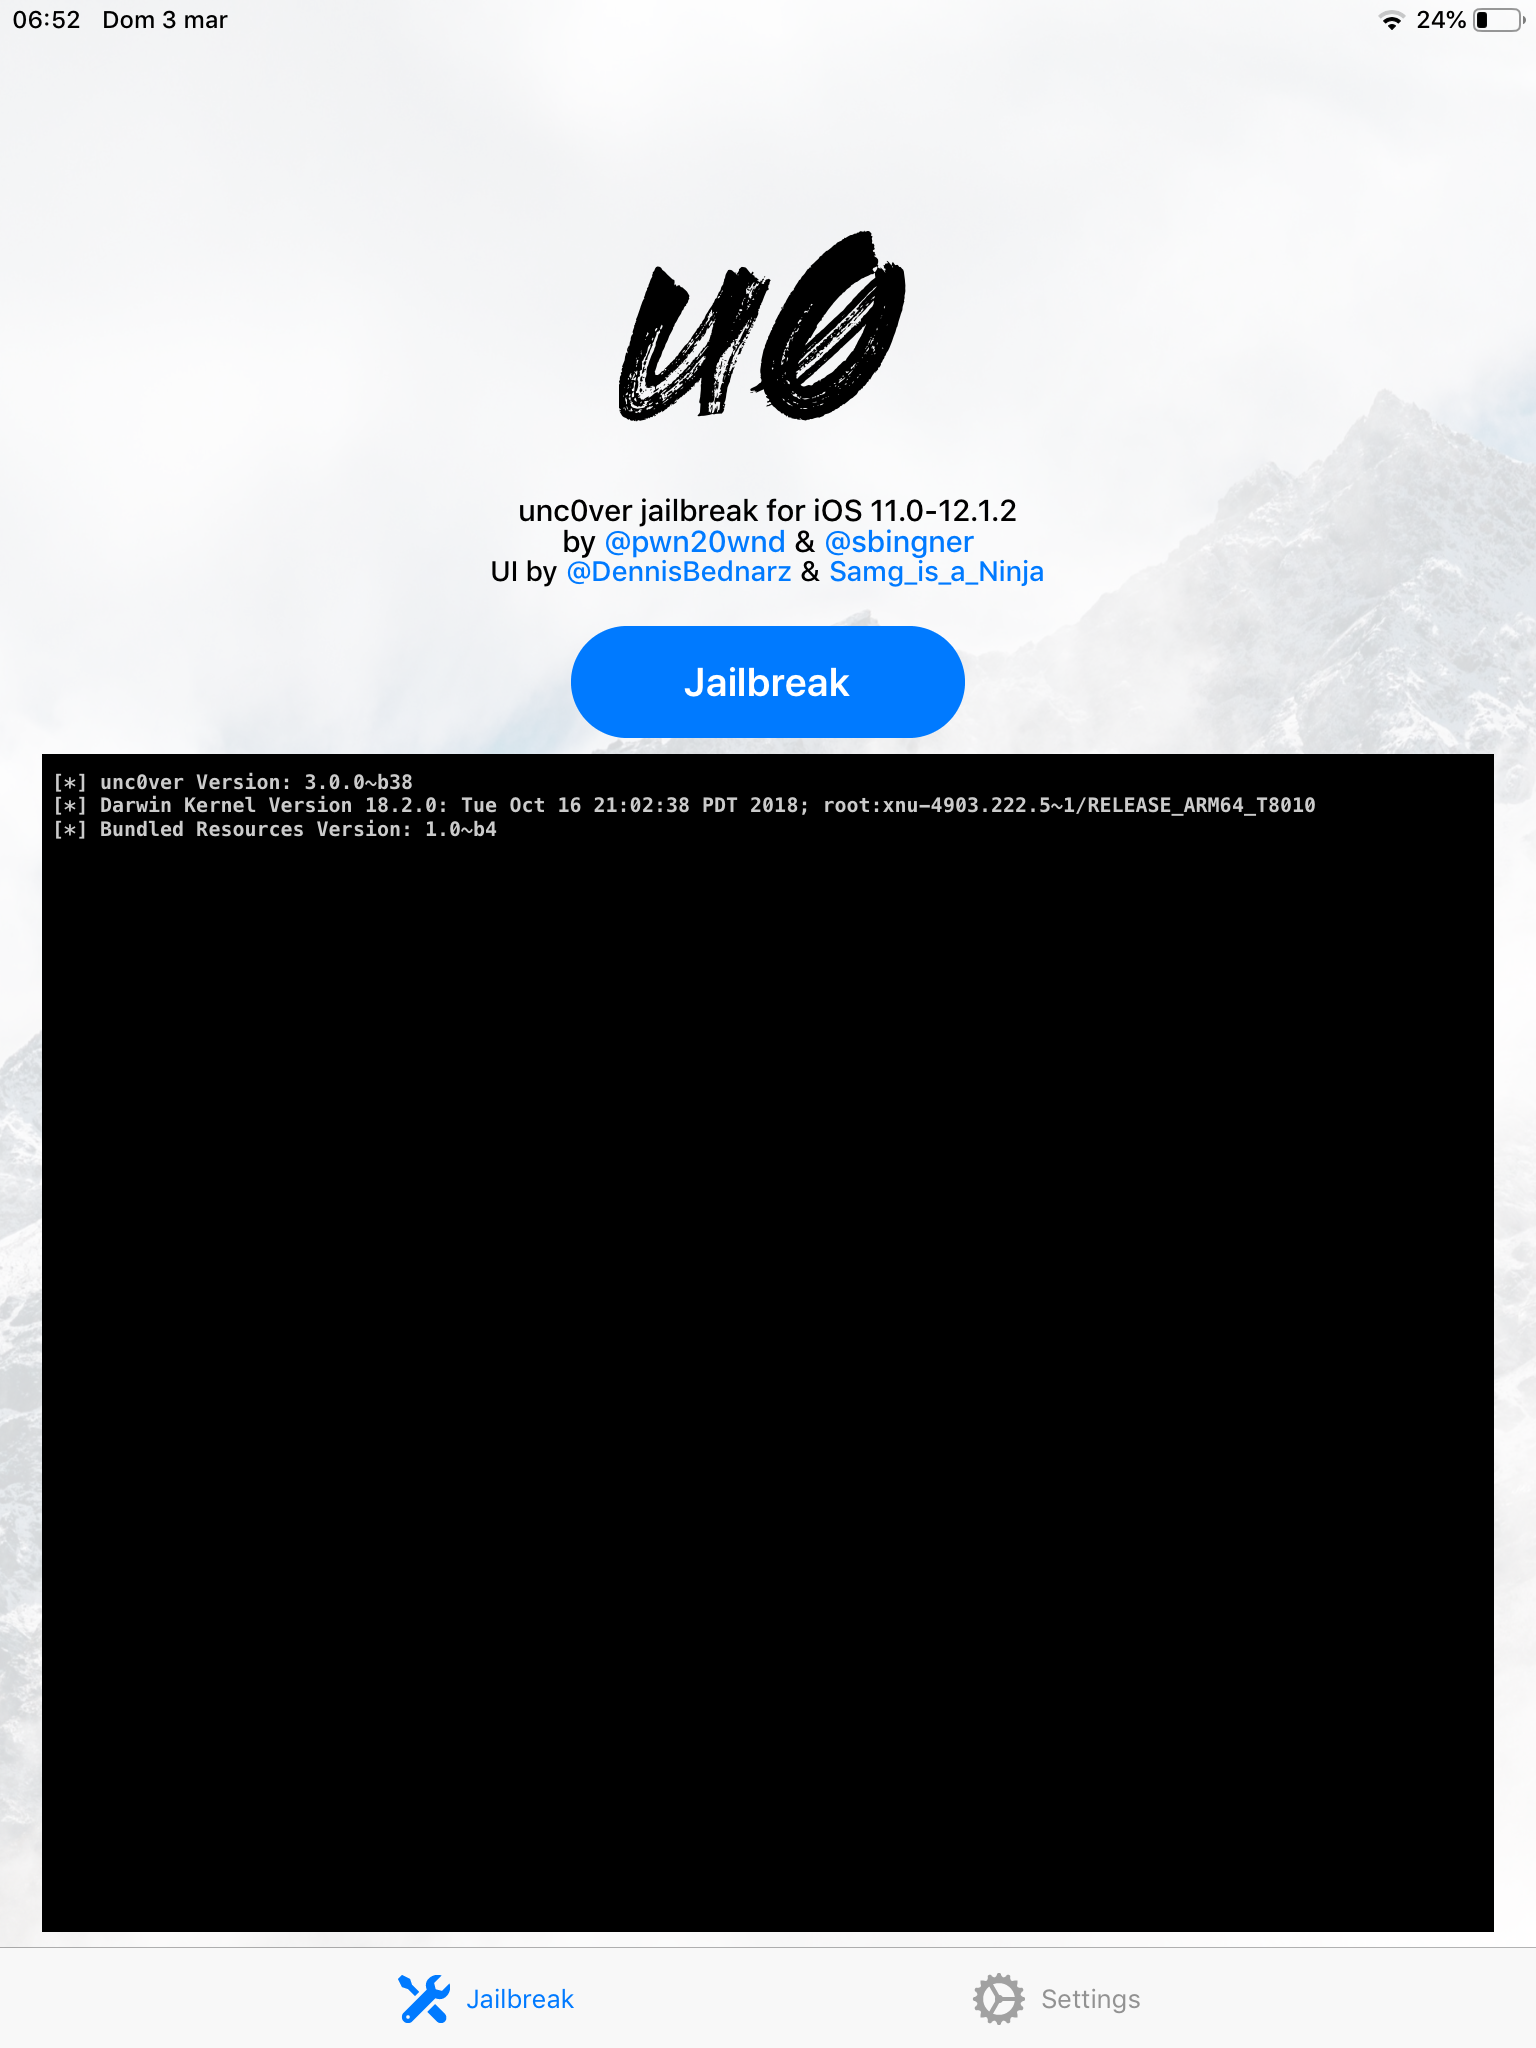 06:52 Dom 3 mar 24%
u0
unc0ver jailbreak for iOS 11.0-12.1.2
by @pwn20wnd & @sbingner
UI by @DennisBednarz & Samg_is_a_Ninja
Jailbreak
[*] unc0ver Version: 3.0.0~b38
[*] Darwin Kernel Version 18.2.0: Tue Oct 16 21:02:38 PDT 2018; root:xnu-4903.222.5~1/RELEASE_ARM64_T8010
[*] Bundled Resources Version: 1.0~b4
Jailbreak
Settings